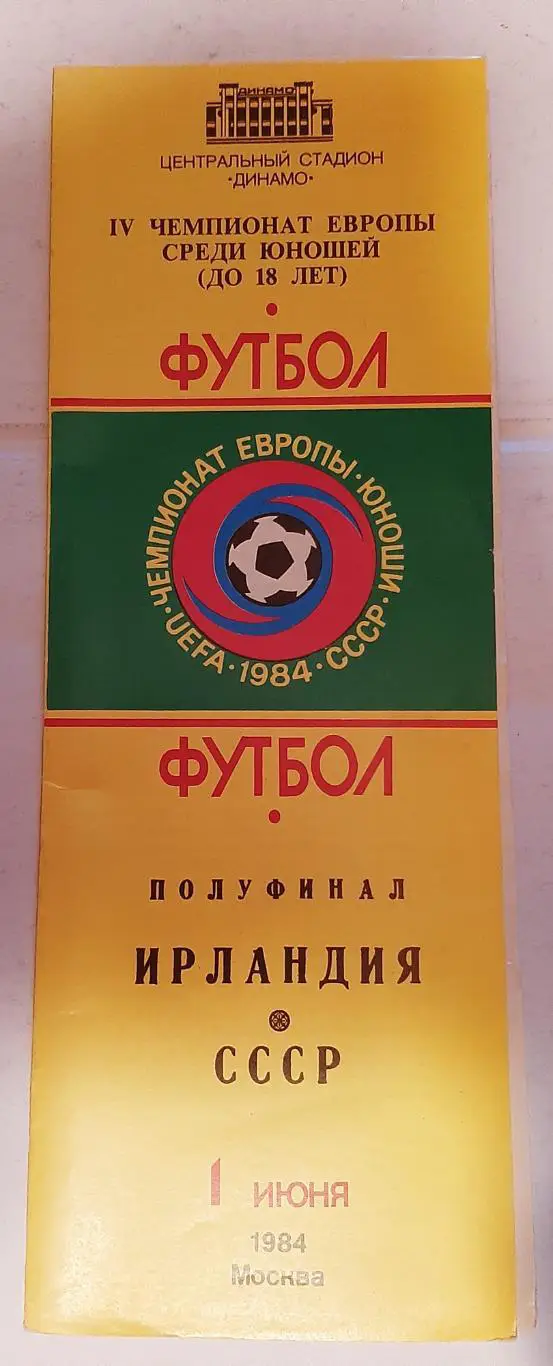 ДИНАМО
ЦЕНТРАЛЬНЫЙ СТАДИОН
•ДИНАМО•
IV ЧЕМПИОНАТ ЕВРОПЫ
СРЕДИ ЮНОШЕЙ
(ДО 18 ЛЕТ)
•
ФУТБОЛ
• ЧЕМПИОНАТ ЕВРОПЫ • ЮНОШИ
UEFA • 1984 • СССР •
ФУТБОЛ
•
ПОЛУФИНАЛ
ИРЛАНДИЯ
СССР
1 ИЮНЯ
1984
Москва